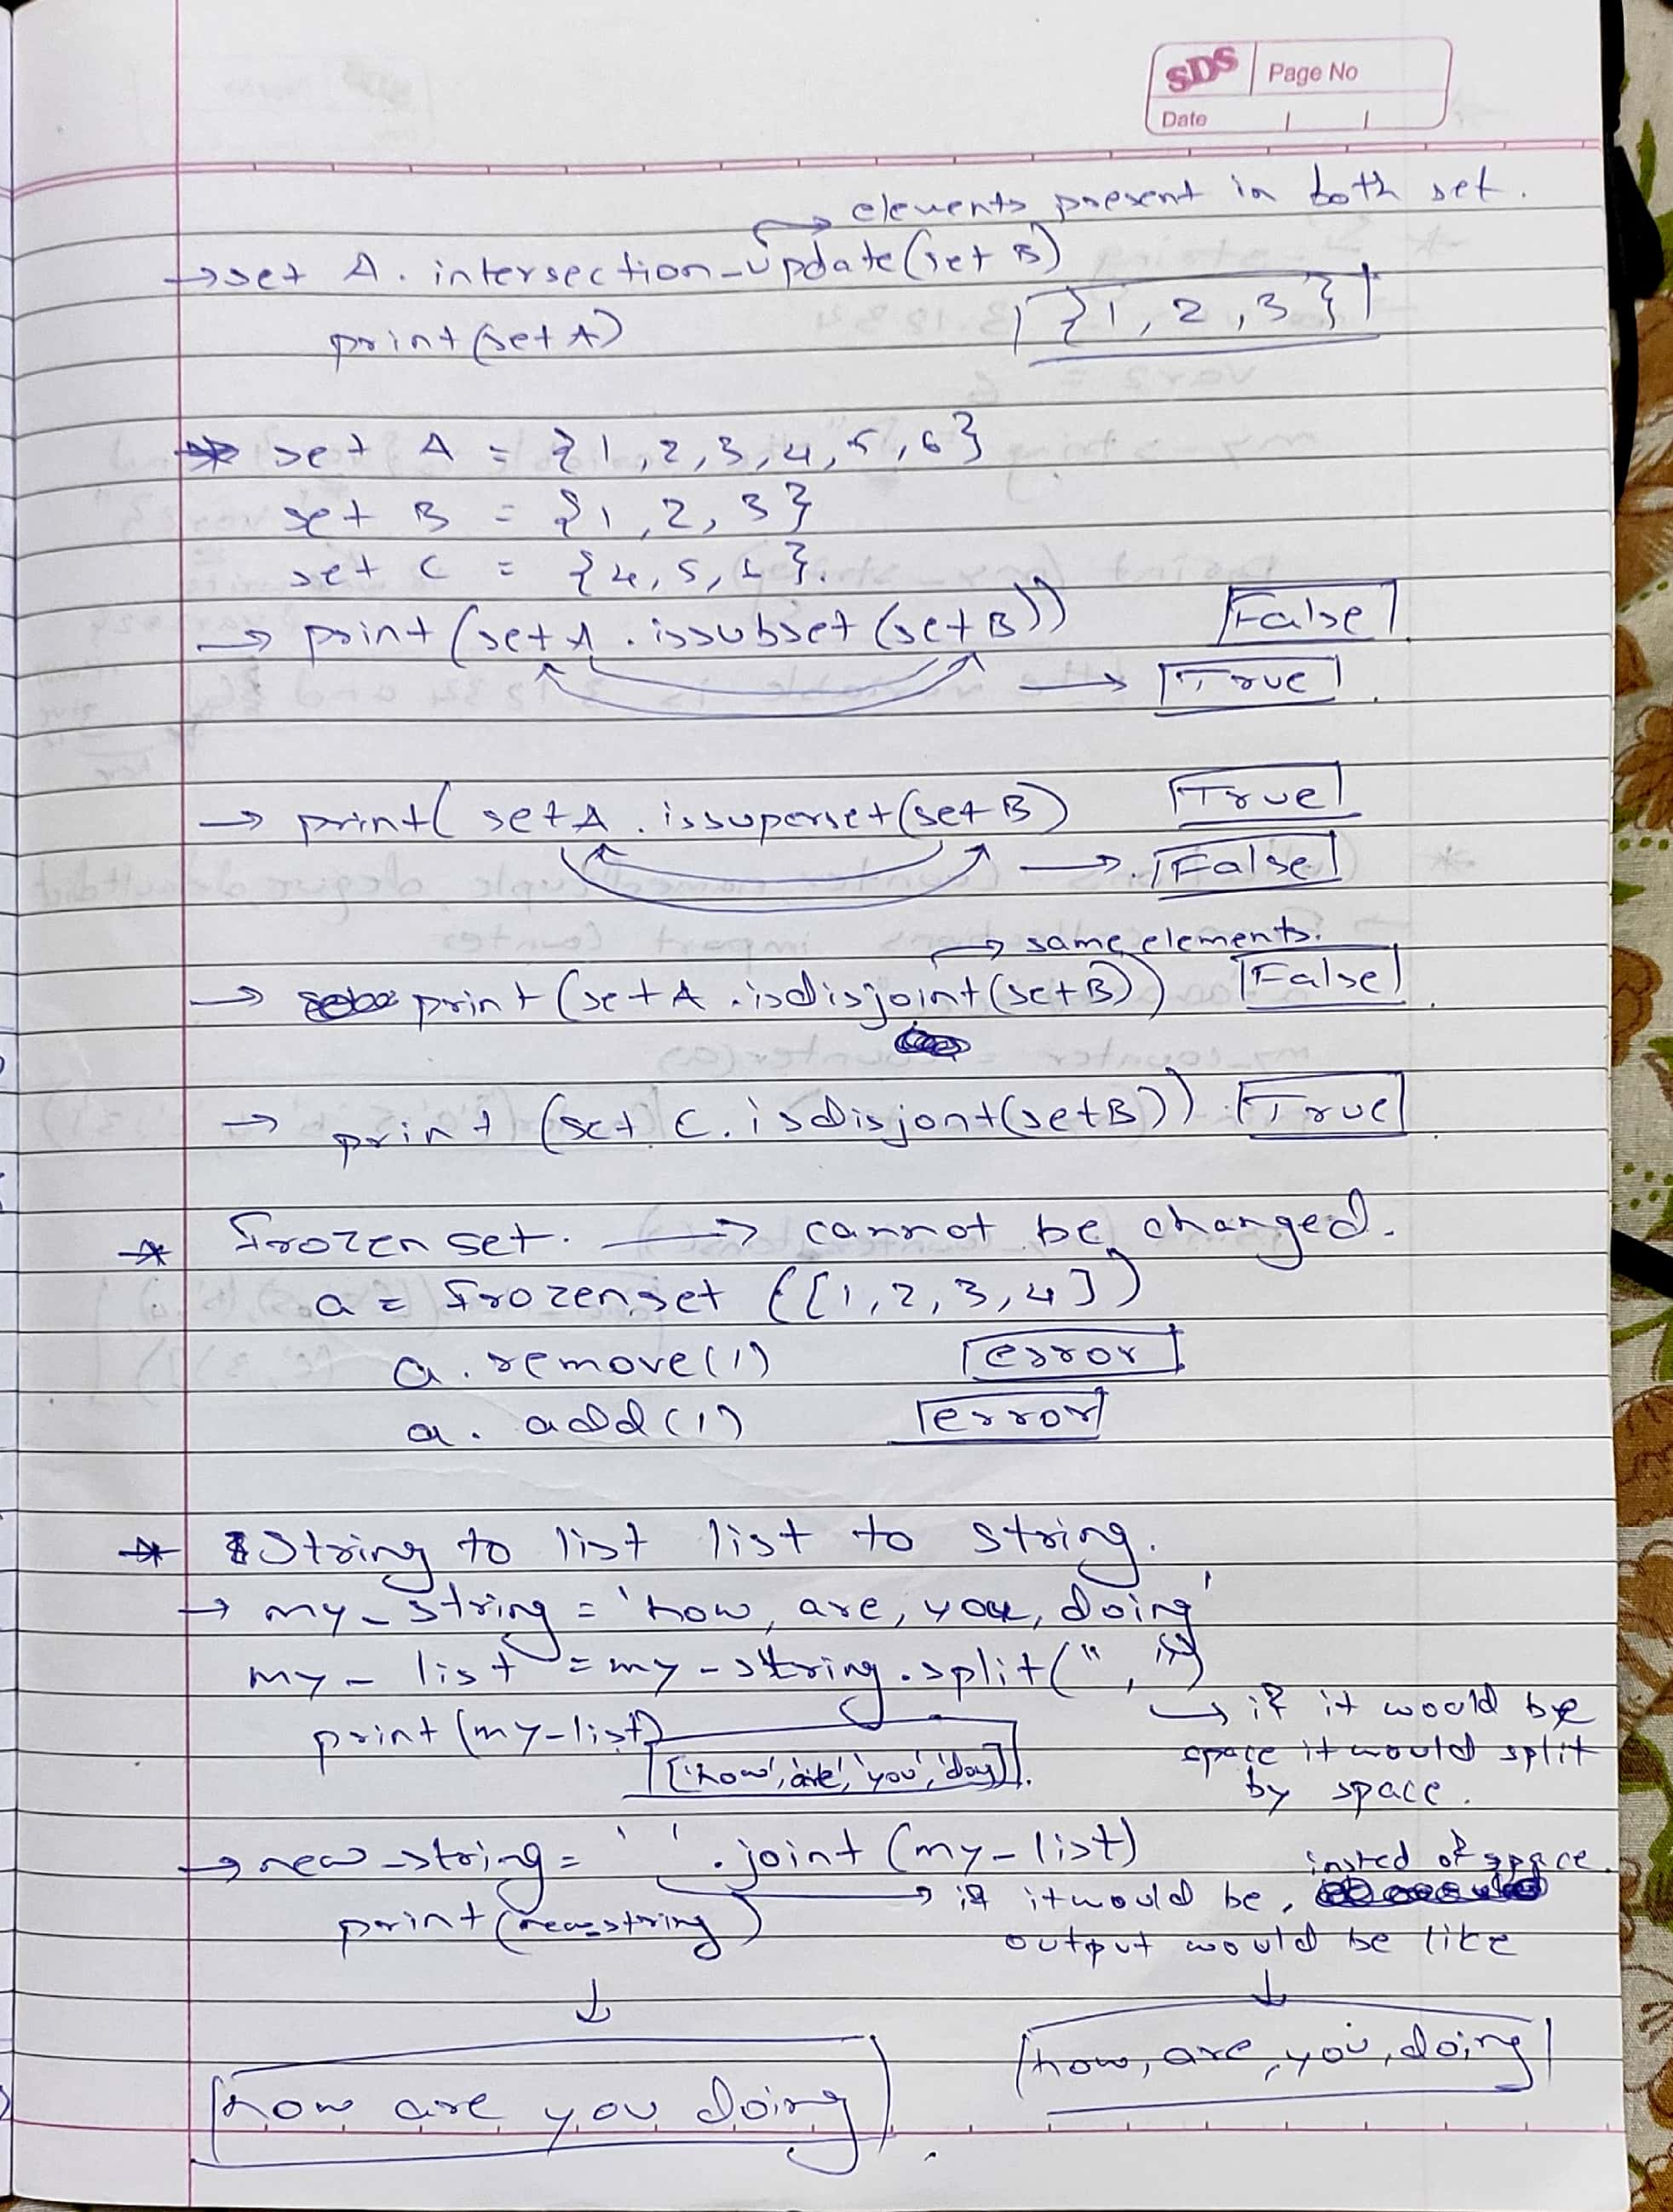 SDS Page No
Date
→ elements present in both set.
→ set A. intersection_update(set B)
print(set A) {1, 2, 3}
set A = {1, 2, 3, 4, 5, 6}
set B = {1, 2, 3}
set C = {4, 5, 6}.
→ print (set A . issubset (set B)) False
→ True
→ print( set A . issuperset(set B) True
→ False
→ same elements.
→ print (set A . isdisjoint (set B)) False
→ print (set C. isdisjont(set B)) True
* frozen set. → cannot be changed.
a = frozenset ([1, 2, 3, 4])
a. remove(1) error
a. add(1) error
* String to list list to string.
→ my_string = 'how, are, you, doing'
my_list = my_string.split(",")
print (my_list)
→ if it would be
['how', 'are', 'you', 'doy']. space it would split
by space.
→ new_string = ' ' . joint (my_list)
insted of space.
print (new_string) → if it would be ,
output would be like
↓ ↓
how, are, you, doing
how are you doing